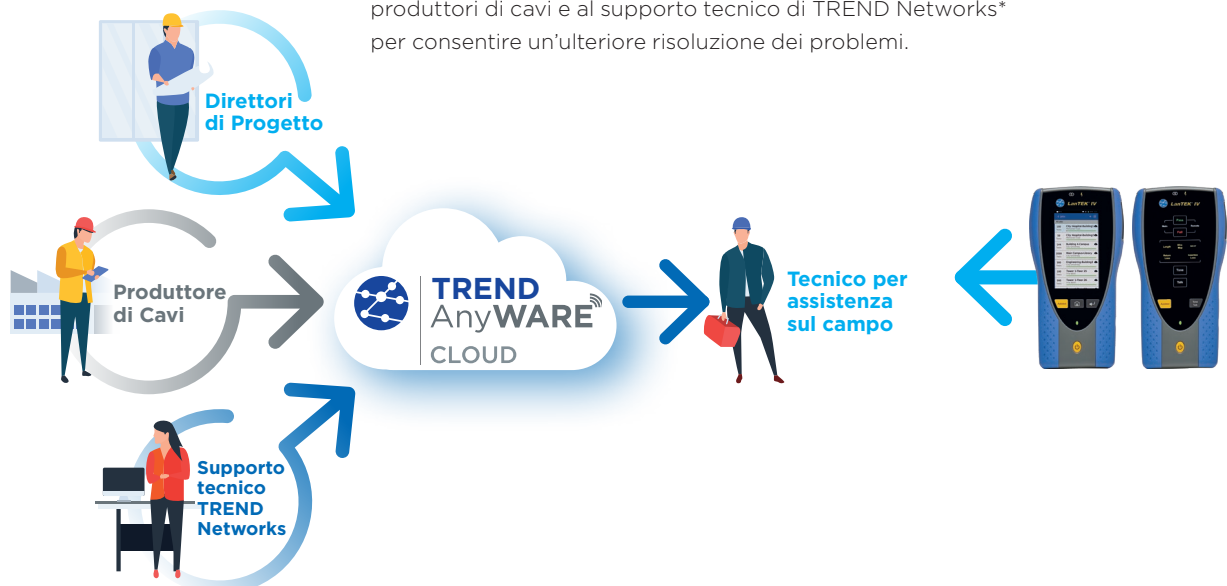 produttori di cavi e al supporto tecnico di TREND Networks*
per consentire un'ulteriore risoluzione dei problemi.
Direttori
di Progetto
Produttore
di Cavi
TREND
AnyWARE
CLOUD
Tecnico per
assistenza
sul campo
LanTEK IV
LanTEK IV
Supporto
tecnico
TREND
Networks